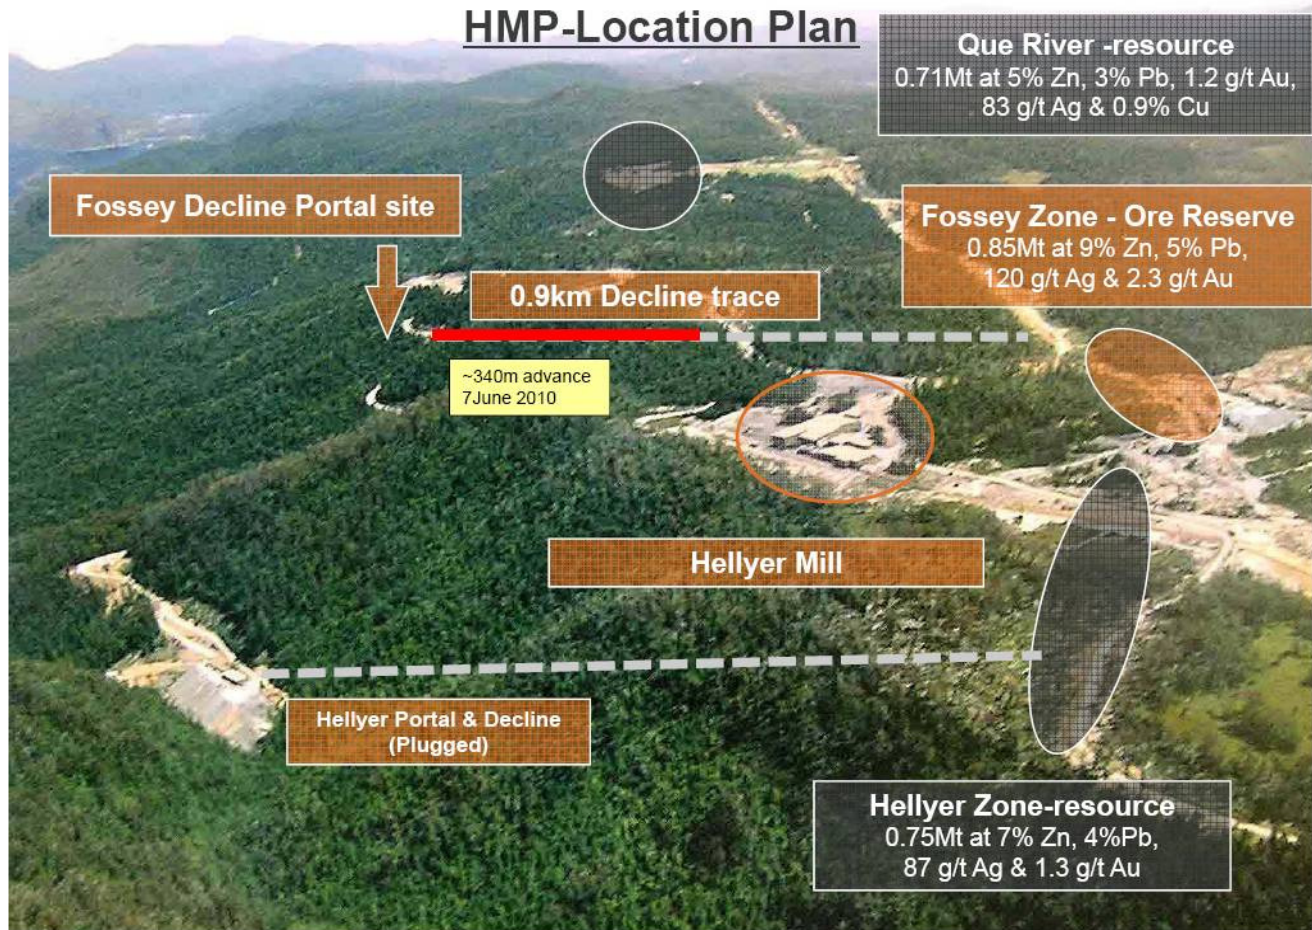 HMP-Location Plan
Que River -resource
0.71Mt at 5% Zn, 3% Pb, 1.2 g/t Au,
83 g/t Ag & 0.9% Cu
Fossey Decline Portal site
Fossey Zone - Ore Reserve
0.85Mt at 9% Zn, 5% Pb,
120 g/t Ag & 2.3 g/t Au
0.9km Decline trace
~340m advance
7June 2010
Hellyer Mill
Hellyer Portal & Decline
(Plugged)
Hellyer Zone-resource
0.75Mt at 7% Zn, 4%Pb,
87 g/t Ag & 1.3 g/t Au